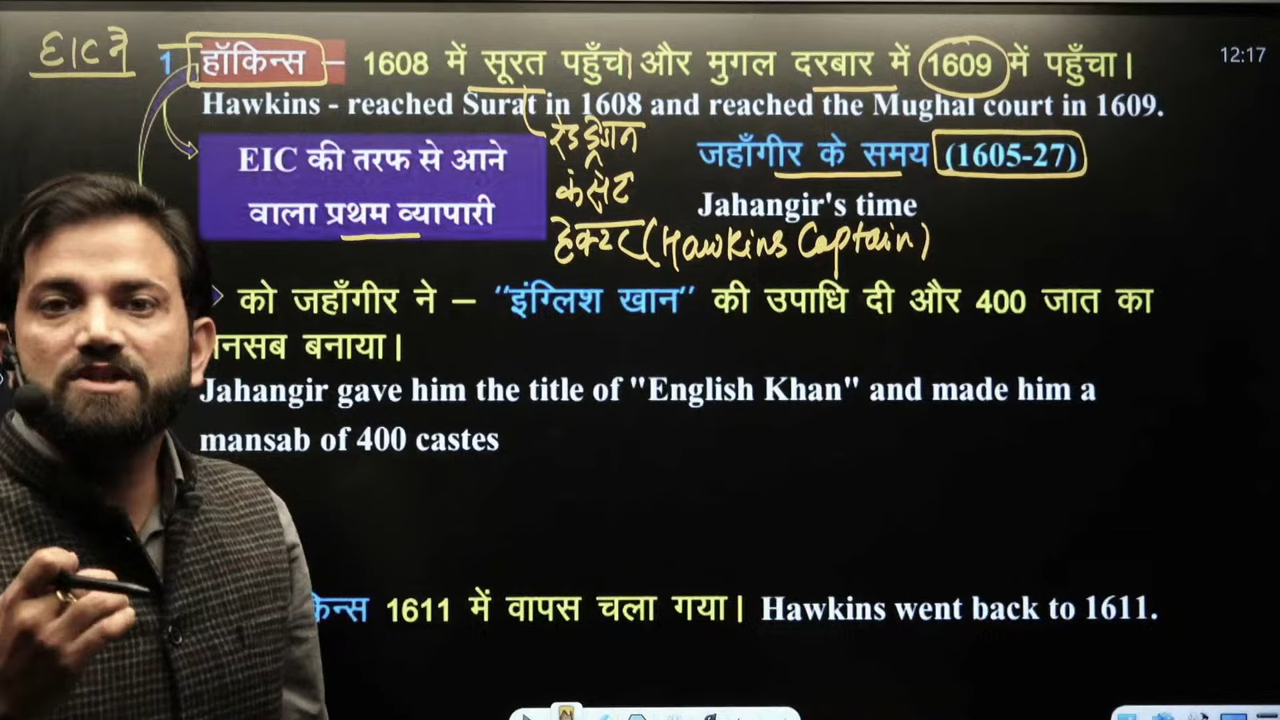 EIC ने
1 हॉकिन्स – 1608 में सूरत पहुँचा और मुगल दरबार में 1609 में पहुँचा।
12:17
Hawkins - reached Surat in 1608 and reached the Mughal court in 1609.
EIC की तरफ से आने
वाला प्रथम व्यापारी
जहाँगीर के समय (1605-27)
Jahangir's time
हेक्टर (Hawkins Captain)
को जहाँगीर ने – "इंग्लिश खान" की उपाधि दी और 400 जात का
नसब बनाया।
Jahangir gave him the title of "English Khan" and made him a
mansab of 400 castes
किन्स 1611 में वापस चला गया। Hawkins went back to 1611.